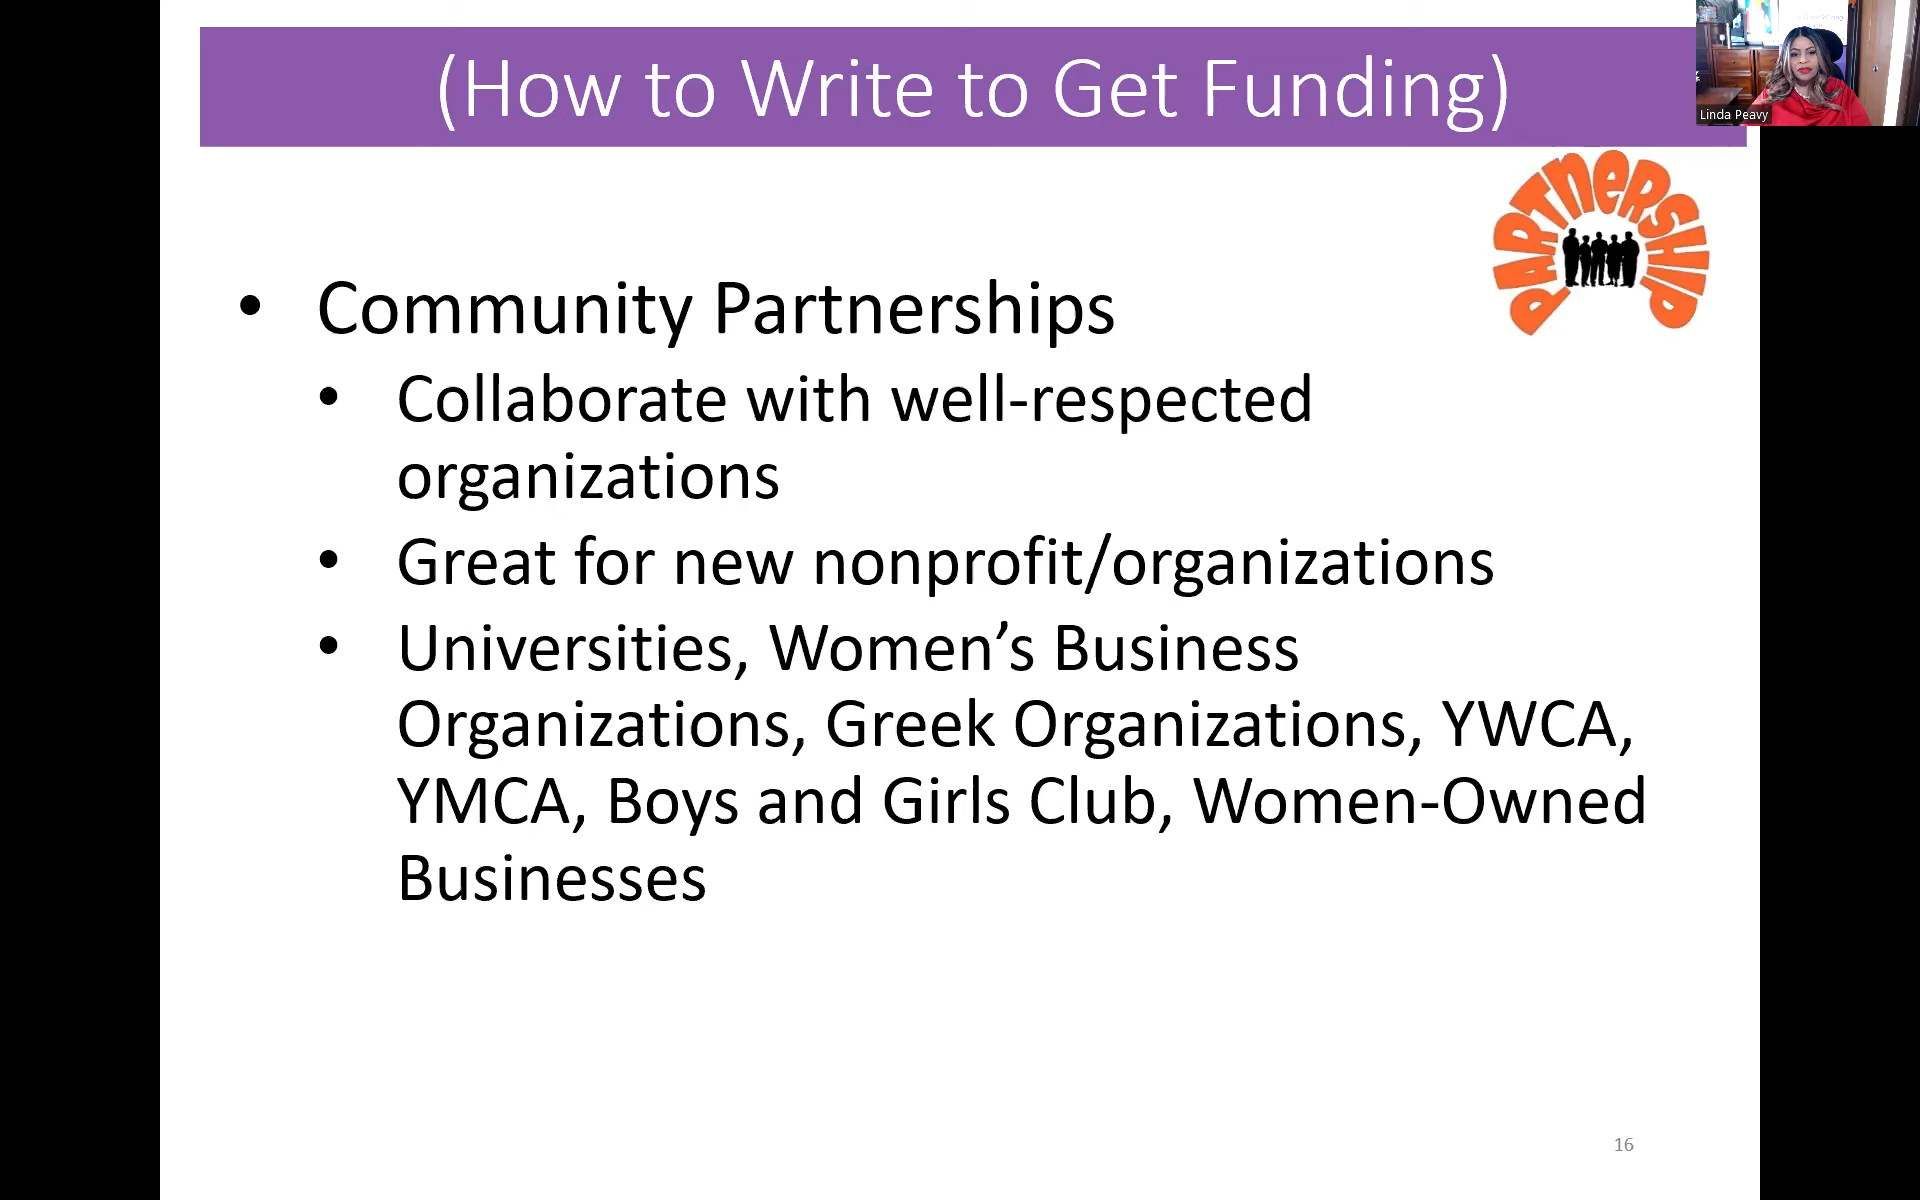 (How to Write to Get Funding)
Linda Peavy
PARTNERSHIP
• Community Partnerships
• Collaborate with well-respected
organizations
• Great for new nonprofit/organizations
• Universities, Women’s Business
Organizations, Greek Organizations, YWCA,
YMCA, Boys and Girls Club, Women-Owned
Businesses
16